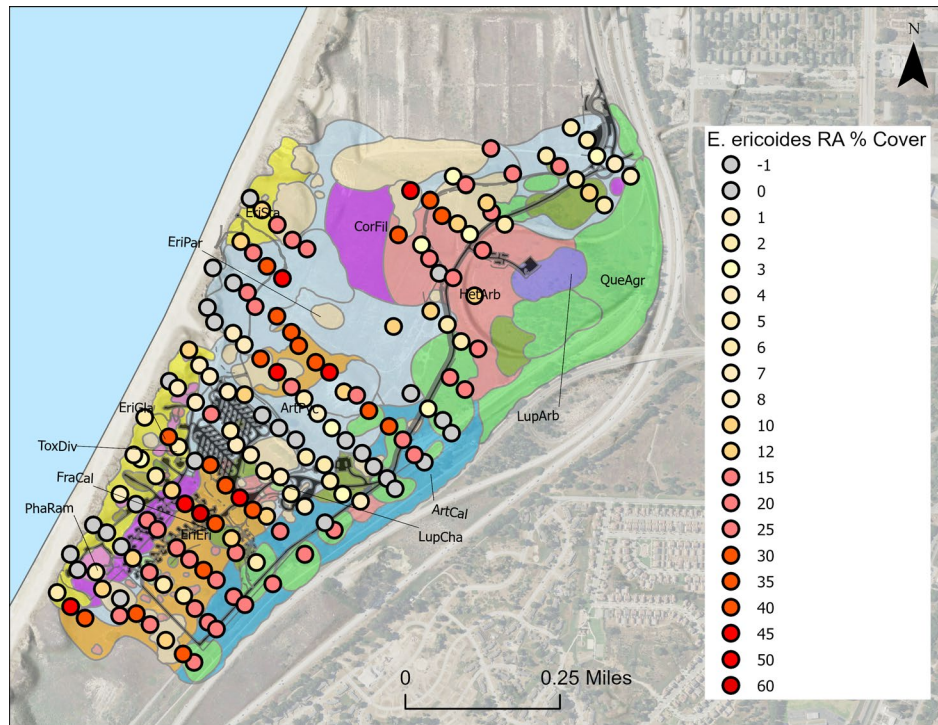 N
E. ericoides RA % Cover
-1
0
1
2
3
4
5
6
7
8
10
12
15
20
25
30
35
40
45
50
60
EriSta
CorFil
EriPar
QueAgr
HetArb
EriGla
ArtPyc
LupArb
ToxDiv
FraCal
PhaRam
ArtCal
EriEri
LupCha
0
0.25 Miles